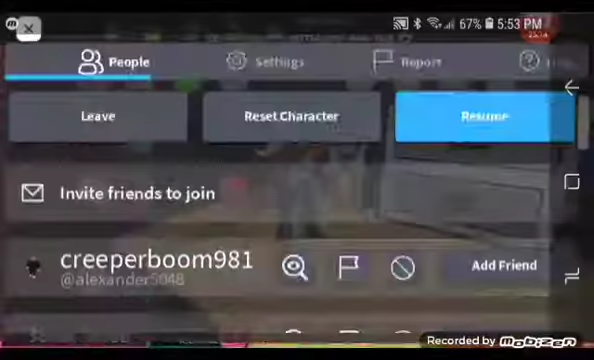 67% 5:53 PM
People Settings Report
Leave Reset Character Resume
Invite friends to join
creeperboom981
@alexander5048
Add Friend
Recorded by mobizen